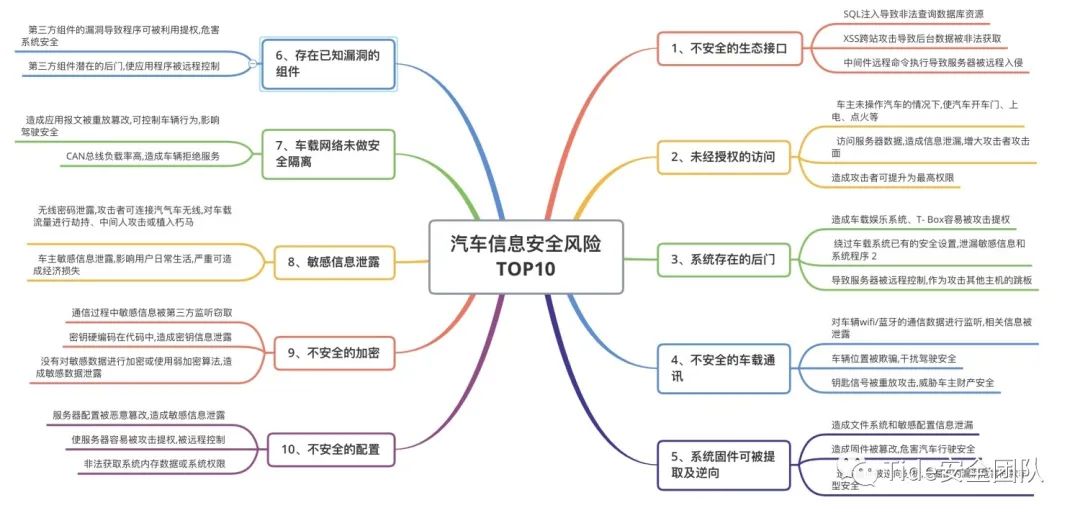 汽车信息安全风险
TOP10
1、不安全的生态接口
SQL注入导致非法查询数据库资源
XSS跨站攻击导致后台数据被非法获取
中间件远程命令执行导致服务器被远程入侵
2、未经授权的访问
车主未操作汽车的情况下,使汽车开车门、上
电、点火等
访问服务器数据,造成信息泄漏,增大攻击者攻击
面
造成攻击者可提升为最高权限
3、系统存在的后门
造成车载娱乐系统、T- Box容易被攻击提权
绕过车载系统已有的安全设置,泄漏敏感信息和
系统程序 2
导致服务器被远程控制,作为攻击其他主机的跳板
4、不安全的车载通
讯
对车辆wifi/蓝牙的通信数据进行监听,相关信息被
泄露
车辆位置被欺骗,干扰驾驶安全
钥匙信号被重放攻击,威胁车主财产安全
5、系统固件可被提
取及逆向
造成文件系统和敏感配置信息泄漏
造成固件被篡改,危害汽车行驶安全
型安全
6、存在已知漏洞的
组件
第三方组件的漏洞导致程序可被利用提权,危害
系统安全
第三方组件潜在的后门,使应用程序被远程控制
7、车载网络未做安
全隔离
造成应用报文被重放篡改,可控制车辆行为,影响
驾驶安全
CAN总线负载率高,造成车辆拒绝服务
8、敏感信息泄露
无线密码泄露,攻击者可连接汽气车无线,对车载
流量进行劫持、中间人攻击或植入朽马
车主敏感信息泄露,影响用户日常生活,严重可造
成经济损失
9、不安全的加密
通信过程中敏感信息被第三方监听窃取
密钥硬编码在代码中,造成密钥信息泄露
没有对敏感数据进行加密或使用弱加密算法,造
成敏感数据泄露
10、不安全的配置
服务器配置被恶意篡改,造成敏感信息泄露
使服务器容易被攻击提权,被远程控制
非法获取系统内存数据或系统权限
Tide安全团队